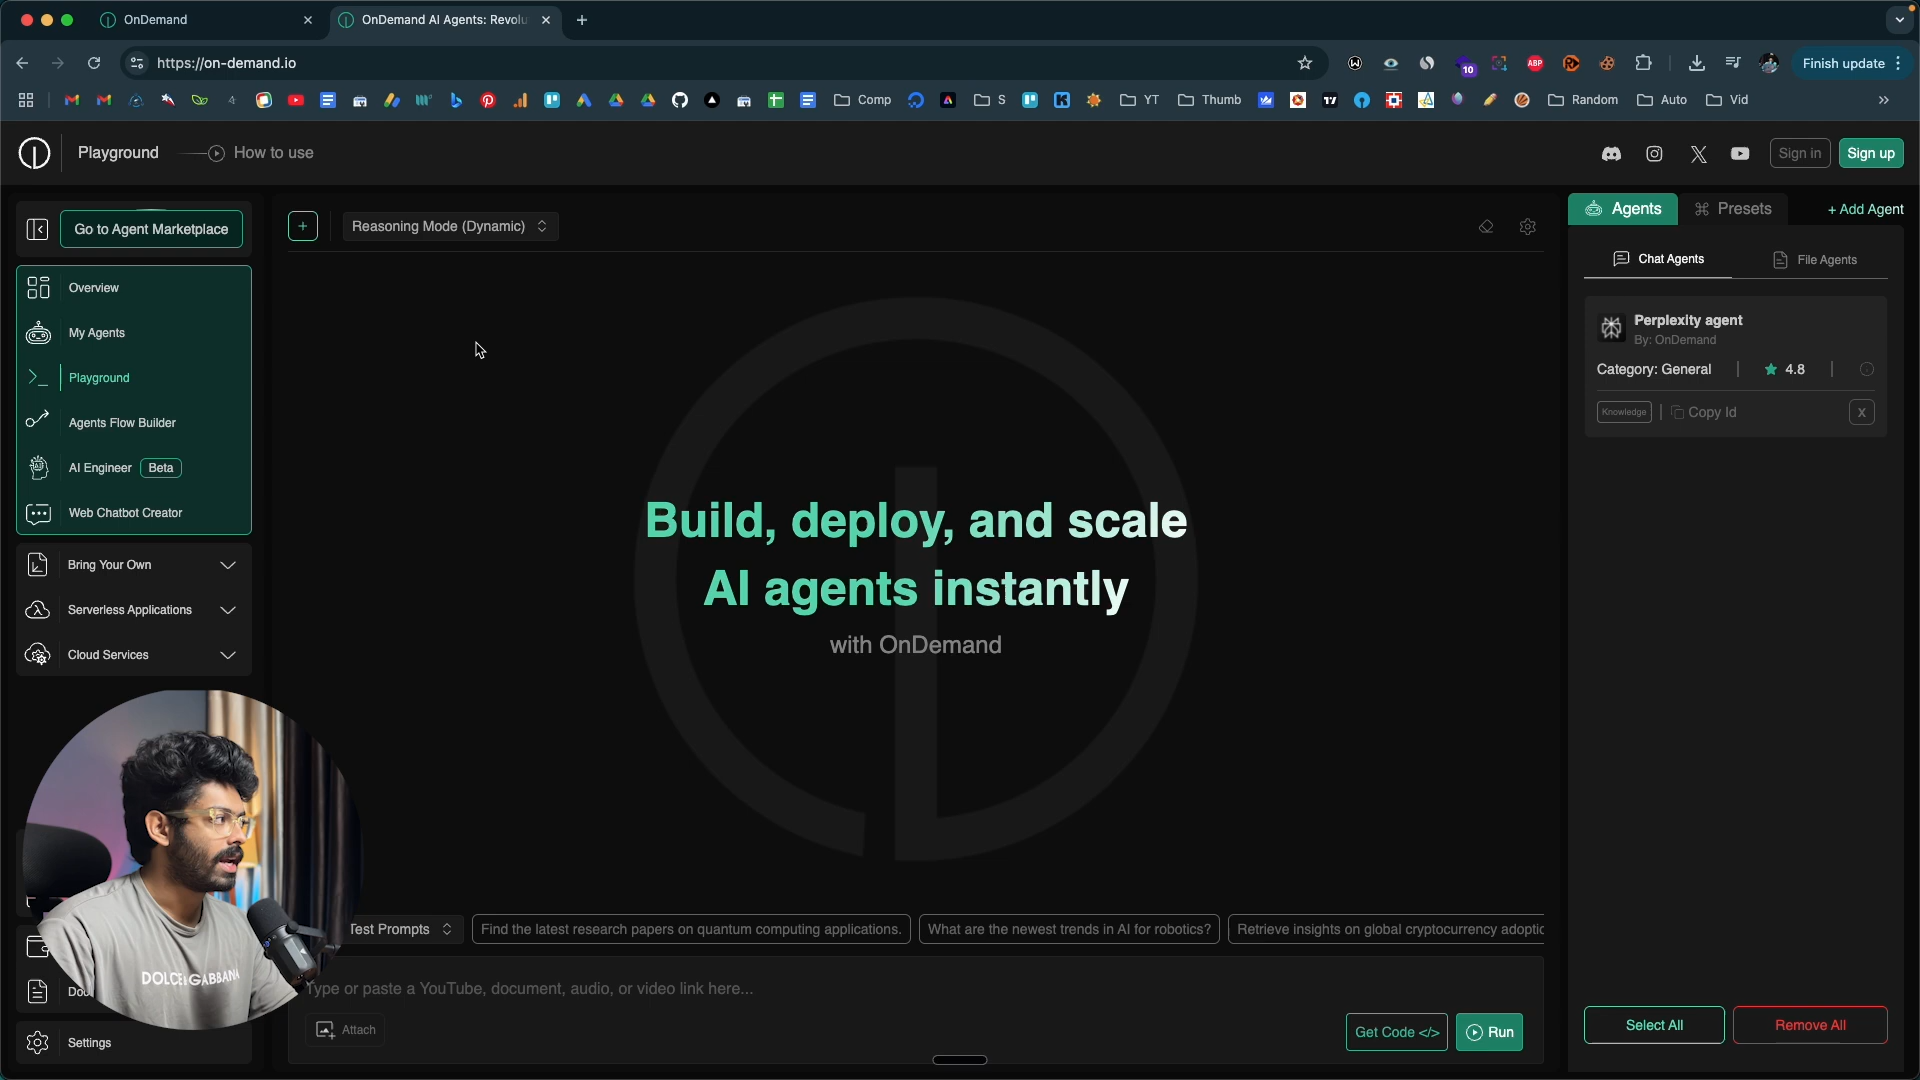 OnDemand
OnDemand AI Agents: Revolu
https://on-demand.io
10
ABP
Finish update
Comp
S
YT
Thumb
Random
Auto
Vid
Playground
How to use
Sign in
Sign up
Go to Agent Marketplace
Overview
My Agents
Playground
Agents Flow Builder
AI Engineer Beta
Web Chatbot Creator
Bring Your Own
Serverless Applications
Cloud Services
Settings
Reasoning Mode (Dynamic)
Build, deploy, and scale
AI agents instantly
with OnDemand
Test Prompts
Find the latest research papers on quantum computing applications.
What are the newest trends in AI for robotics?
Retrieve insights on global cryptocurrency adoptic
Type or paste a YouTube, document, audio, or video link here...
Attach
Get Code </>
Run
Agents
Presets
+ Add Agent
Chat Agents
File Agents
Perplexity agent
By: OnDemand
Category: General | 4.8
Knowledge | Copy Id
X
Select All
Remove All
DOLCE&GABBANA